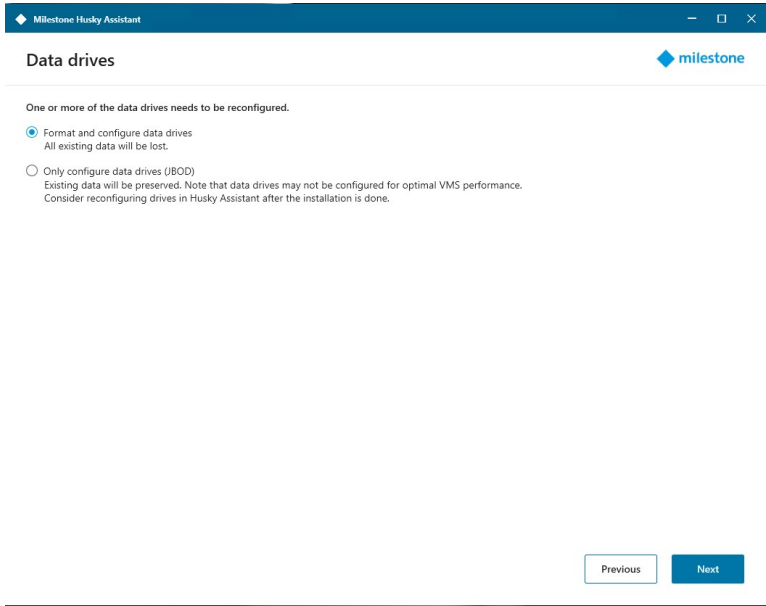 Milestone Husky Assistant
Data drives
milestone
One or more of the data drives needs to be reconfigured.
Format and configure data drives
All existing data will be lost.
Only configure data drives (JBOD)
Existing data will be preserved. Note that data drives may not be configured for optimal VMS performance.
Consider reconfiguring drives in Husky Assistant after the installation is done.
Previous
Next